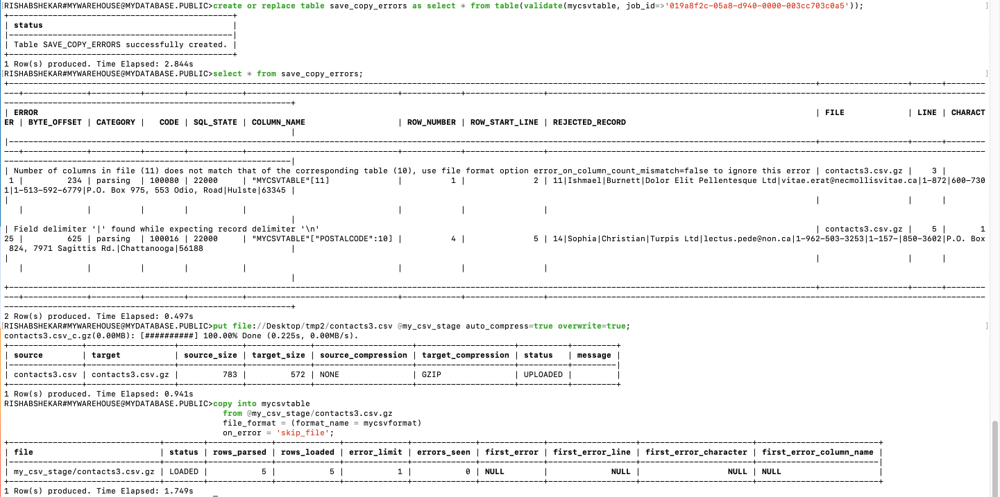 [RISHABSHEKAR#MYWAREHOUSE@MYDATABASE.PUBLIC>create or replace table save_copy_errors as select * from table(validate(mycsvtable, job_id=>'019a8f2c-05a8-d940-0000-003cc703c0a5')); ]
| status |
| Table SAVE_COPY_ERRORS successfully created. |
1 Row(s) produced. Time Elapsed: 2.844s
[RISHABSHEKAR#MYWAREHOUSE@MYDATABASE.PUBLIC>select * from save_copy_errors; ]
| ERROR | FILE | LINE | CHARACT
ER | BYTE_OFFSET | CATEGORY | CODE | SQL_STATE | COLUMN_NAME | ROW_NUMBER | ROW_START_LINE | REJECTED_RECORD
|
| Number of columns in file (11) does not match that of the corresponding table (10), use file format option error_on_column_count_mismatch=false to ignore this error | contacts3.csv.gz | 3 |
1 | 234 | parsing | 100080 | 22000 | "MYCSVTABLE"[11] | 1 | 2 | 11|Ishmael|Burnett|Dolor Elit Pellentesque Ltd|vitae.erat@necmollisvitae.ca|1-872|600-730
1|1-513-592-6779|P.O. Box 975, 553 Odio, Road|Hulste|63345 |
| Field delimiter '|' found while expecting record delimiter '\n' | contacts3.csv.gz | 5 | 1
25 | 625 | parsing | 100016 | 22000 | "MYCSVTABLE"["POSTALCODE":10] | 4 | 5 | 14|Sophia|Christian|Turpis Ltd|lectus.pede@non.ca|1-962-503-3253|1-157-|850-3602|P.O. Box
824, 7971 Sagittis Rd.|Chattanooga|56188 |
2 Row(s) produced. Time Elapsed: 0.497s
[RISHABSHEKAR#MYWAREHOUSE@MYDATABASE.PUBLIC>put file://Desktop/tmp2/contacts3.csv @my_csv_stage auto_compress=true overwrite=true; ]
contacts3.csv_c.gz(0.00MB): [##########] 100.00% Done (0.225s, 0.00MB/s).
| source | target | source_size | target_size | source_compression | target_compression | status | message |
| contacts3.csv | contacts3.csv.gz | 783 | 572 | NONE | GZIP | UPLOADED | |
1 Row(s) produced. Time Elapsed: 0.941s
RISHABSHEKAR#MYWAREHOUSE@MYDATABASE.PUBLIC>copy into mycsvtable
from @my_csv_stage/contacts3.csv.gz
file_format = (format_name = mycsvformat)
on_error = 'skip_file';
| file | status | rows_parsed | rows_loaded | error_limit | errors_seen | first_error | first_error_line | first_error_character | first_error_column_name |
| my_csv_stage/contacts3.csv.gz | LOADED | 5 | 5 | 1 | 0 | NULL | NULL | NULL | NULL |
1 Row(s) produced. Time Elapsed: 1.749s